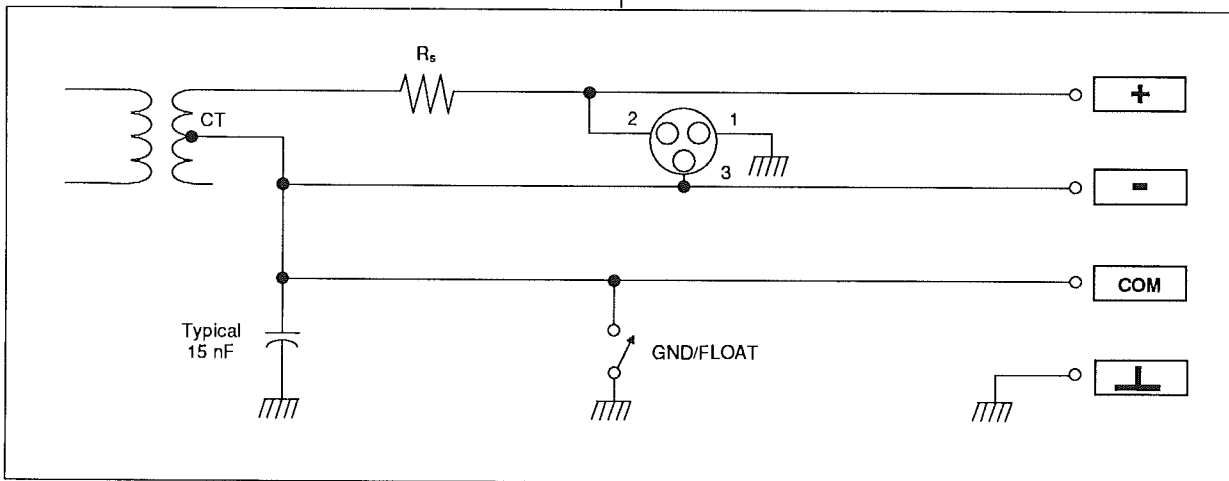 Rs
+
CT
2
1
3
-
COM
Typical
15 nF
GND/FLOAT